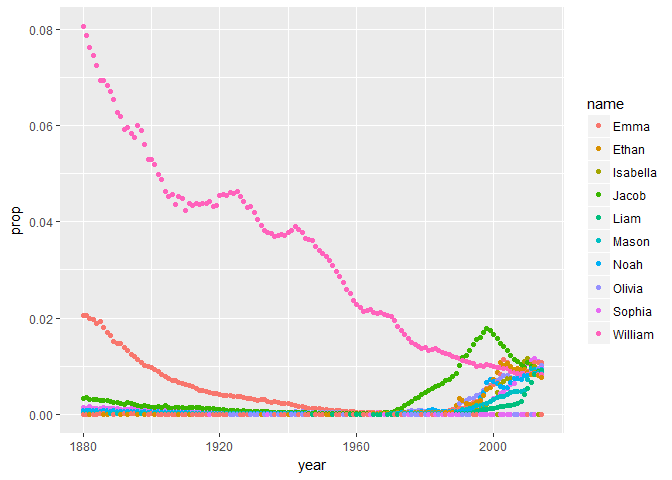 0.08
0.06
0.04
0.02
0.00
prop
1880
1920
1960
2000
year
name
Emma
Ethan
Isabella
Jacob
Liam
Mason
Noah
Olivia
Sophia
William